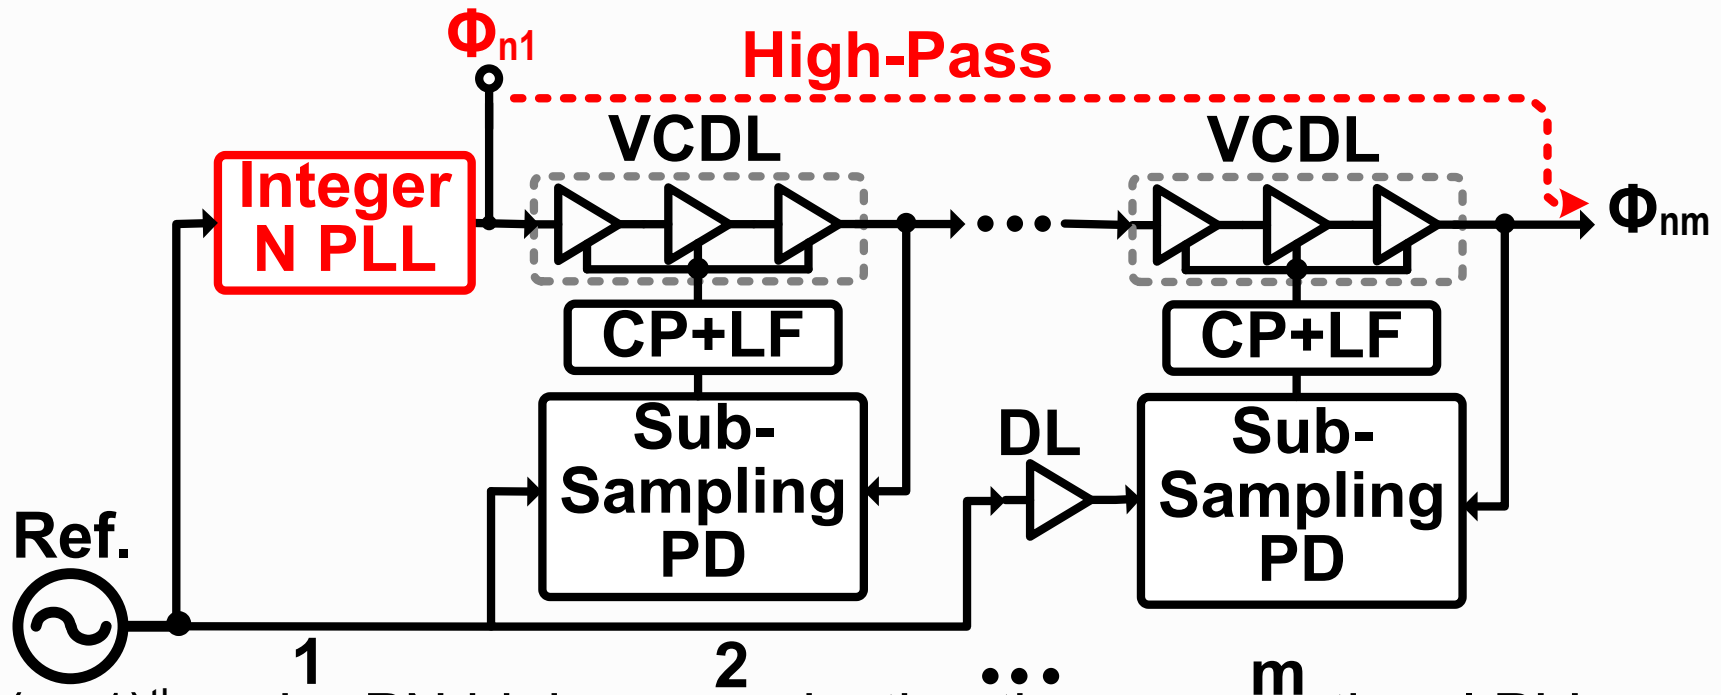 Φn1
High-Pass
VCDL
VCDL
Integer
N PLL
Φnm
CP+LF
CP+LF
Sub-
Sampling
PD
DL
Sub-
Sampling
PD
Ref.
1
2
•••
m